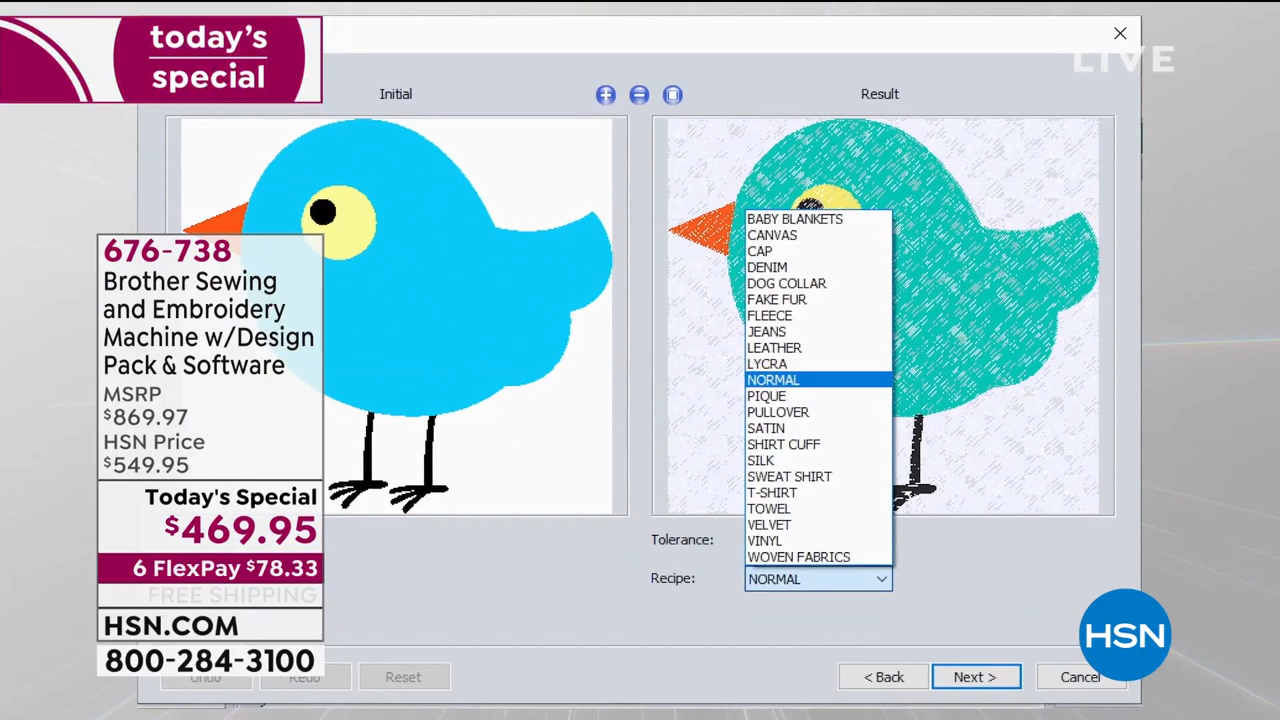 today's
special
LIVE
Initial
Result
676-738
Brother Sewing
and Embroidery
Machine w/Design
Pack & Software
MSRP
$869.97
HSN Price
$549.95
Today's Special
$469.95
6 FlexPay $78.33
FREE SHIPPING
HSN.COM
800-284-3100
BABY BLANKETS
CANVAS
CAP
DENIM
DOG COLLAR
FAKE FUR
FLEECE
JEANS
LEATHER
LYCRA
NORMAL
PIQUE
PULLOVER
SATIN
SHIRT CUFF
SILK
SWEAT SHIRT
T-SHIRT
TOWEL
VELVET
VINYL
WOVEN FABRICS
Tolerance:
Recipe:
NORMAL
HSN
Undo
Redo
Reset
< Back
Next >
Cancel